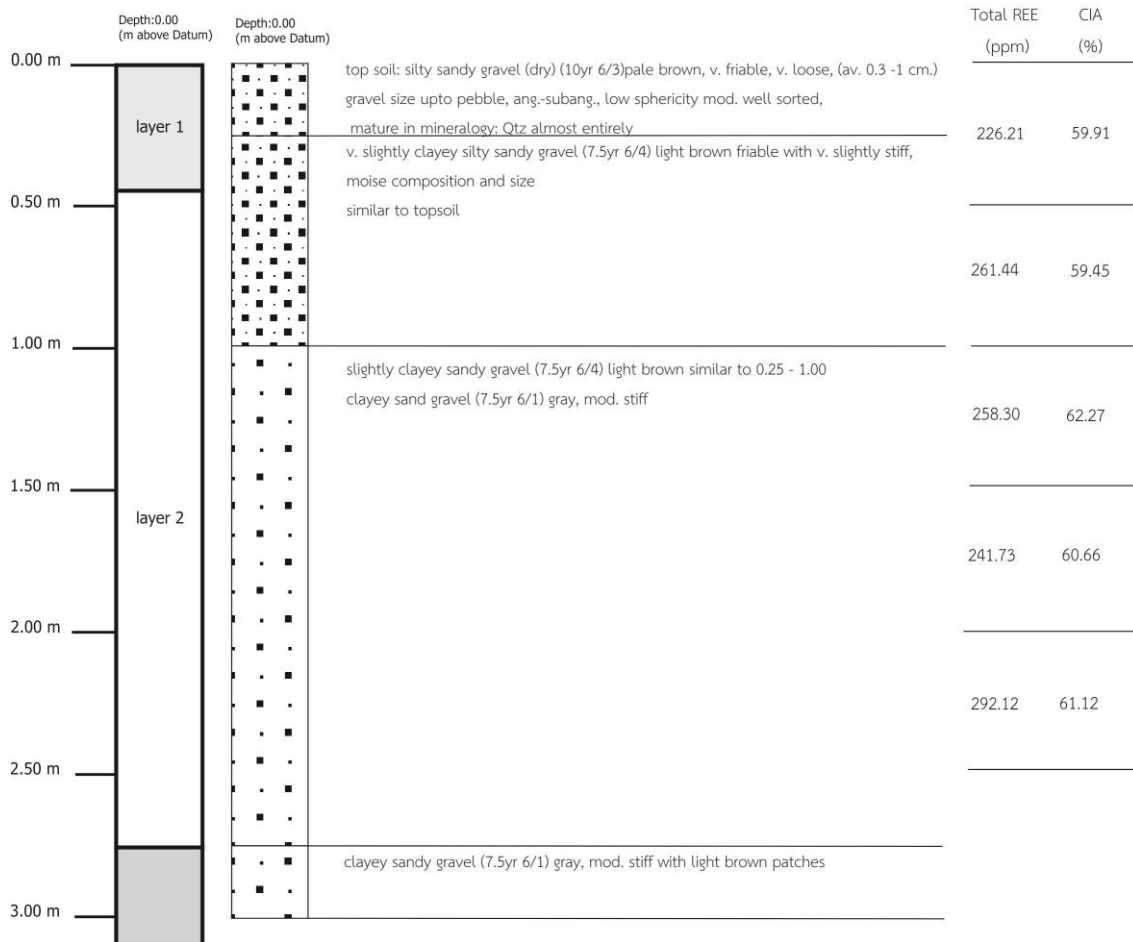 Depth:0.00
(m above Datum)
Depth:0.00
(m above Datum)
Total REE
(ppm)
CIA
(%)
0.00 m
0.50 m
1.00 m
1.50 m
2.00 m
2.50 m
3.00 m
layer 1
layer 2
top soil: silty sandy gravel (dry) (10yr 6/3)pale brown, v. friable, v. loose, (av. 0.3 -1 cm.)
gravel size upto pebble, ang.-subang., low sphericity mod. well sorted,
mature in mineralogy: Qtz almost entirely
v. slightly clayey silty sandy gravel (7.5yr 6/4) light brown friable with v. slightly stiff,
moise composition and size
similar to topsoil
slightly clayey sandy gravel (7.5yr 6/4) light brown similar to 0.25 - 1.00
clayey sand gravel (7.5yr 6/1) gray, mod. stiff
clayey sandy gravel (7.5yr 6/1) gray, mod. stiff with light brown patches
226.21 59.91
261.44 59.45
258.30 62.27
241.73 60.66
292.12 61.12